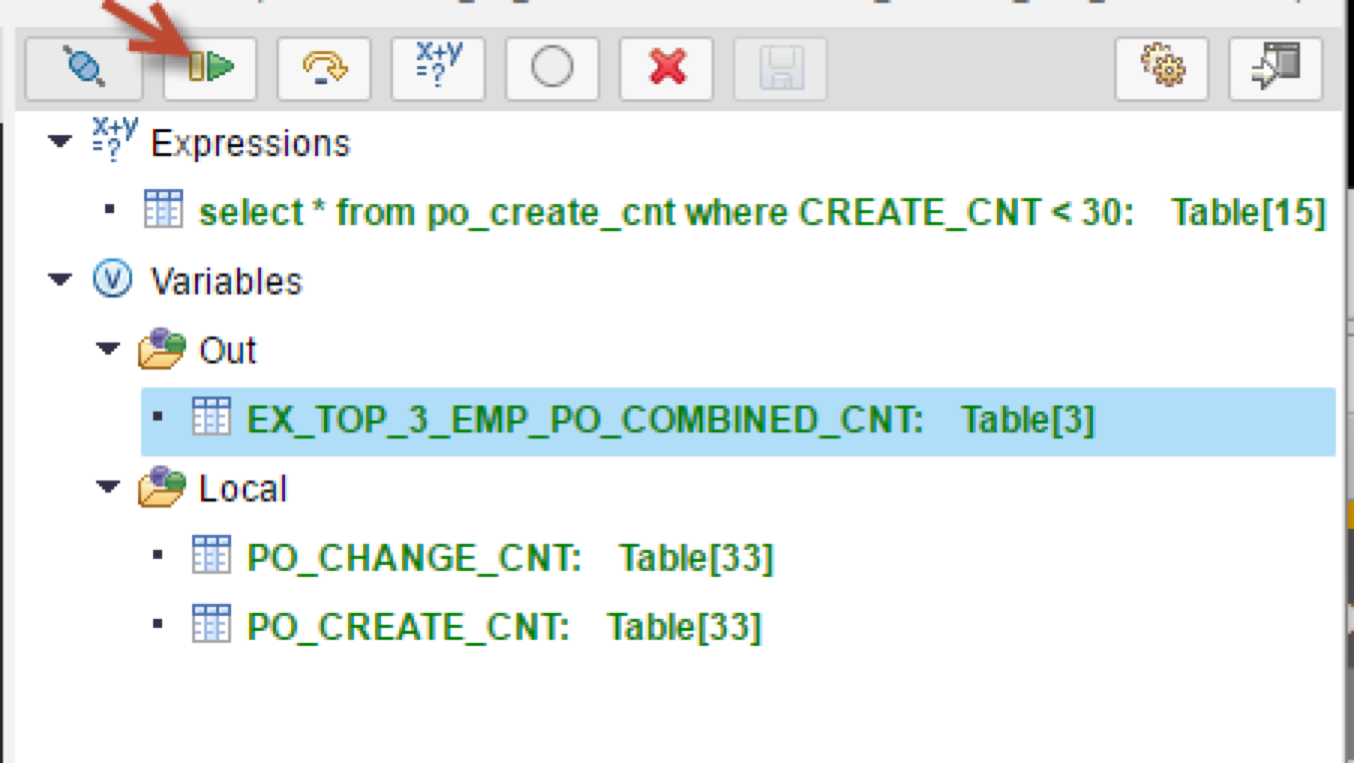 X+Y
=?
X+Y
=? Expressions
select * from po_create_cnt where CREATE_CNT < 30: Table[15]
V Variables
Out
EX_TOP_3_EMP_PO_COMBINED_CNT: Table[3]
Local
PO_CHANGE_CNT: Table[33]
PO_CREATE_CNT: Table[33]